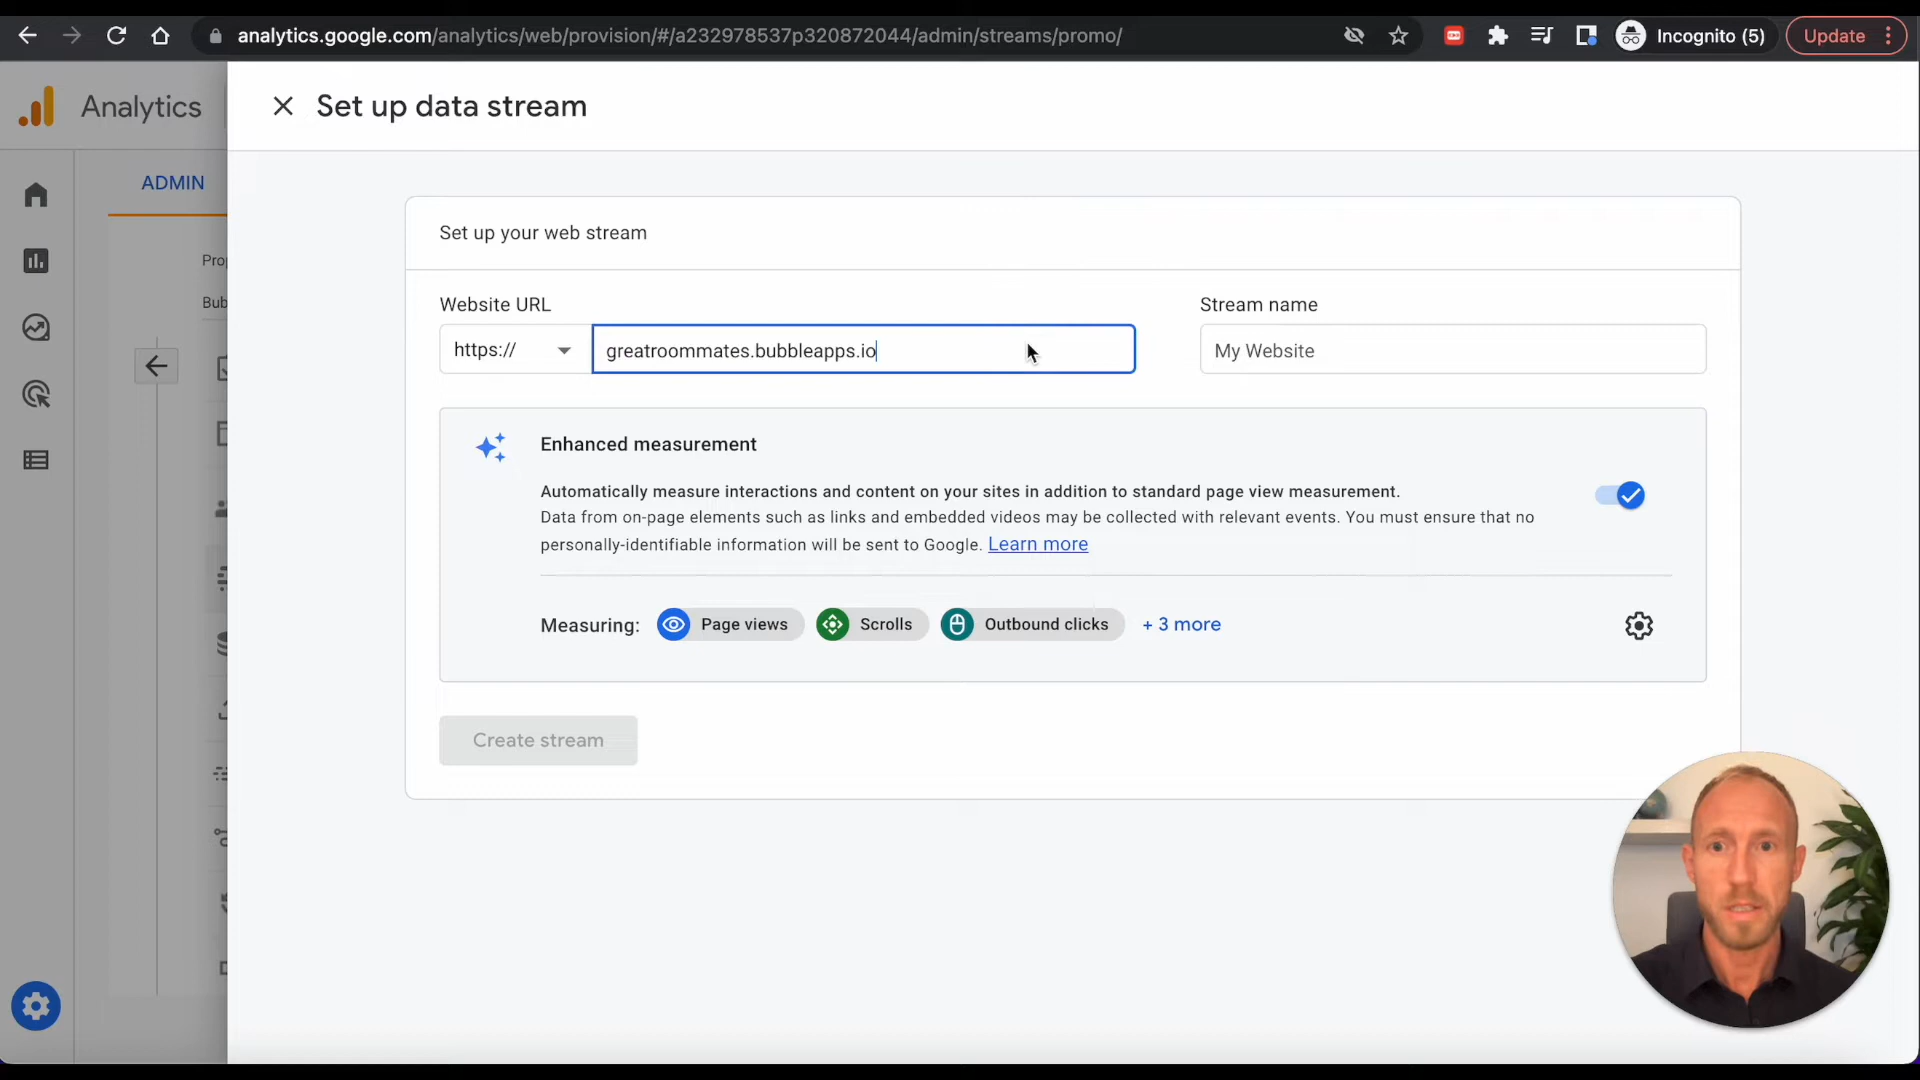 analytics.google.com/analytics/web/provision/#/a232978537p320872044/admin/streams/promo/
Incognito (5)
Update
Analytics
Set up data stream
ADMIN
Set up your web stream
Prop
Website URL
Stream name
Bub
https://
greatroommates.bubbleapps.io
My Website
Enhanced measurement
Automatically measure interactions and content on your sites in addition to standard page view measurement.
Data from on-page elements such as links and embedded videos may be collected with relevant events. You must ensure that no
personally-identifiable information will be sent to Google. Learn more
Measuring:
Page views
Scrolls
Outbound clicks
+ 3 more
Create stream